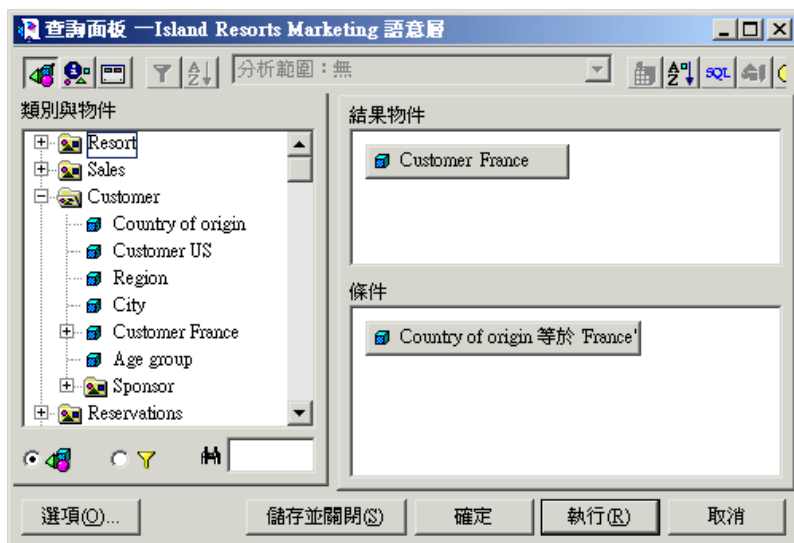 查詢面板 —Island Resorts Marketing 語意層
分析範圍：無
SQL
類別與物件
Resort
Sales
Customer
Country of origin
Customer US
Region
City
Customer France
Age group
Sponsor
Reservations
結果物件
Customer France
條件
Country of origin 等於 'France'
選項(O)...
儲存並關閉(S)
確定
執行(R)
取消